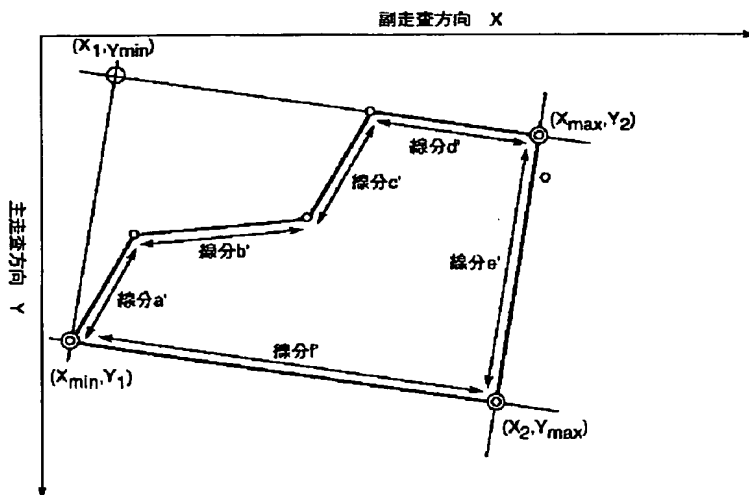 副走査方向 X
(X1,Ymin)
(Xmax,Y2)
線分d'
線分c'
主走査方向 Y
線分b'
線分e'
線分a'
線分f'
(Xmin,Y1)
(X2,Ymax)